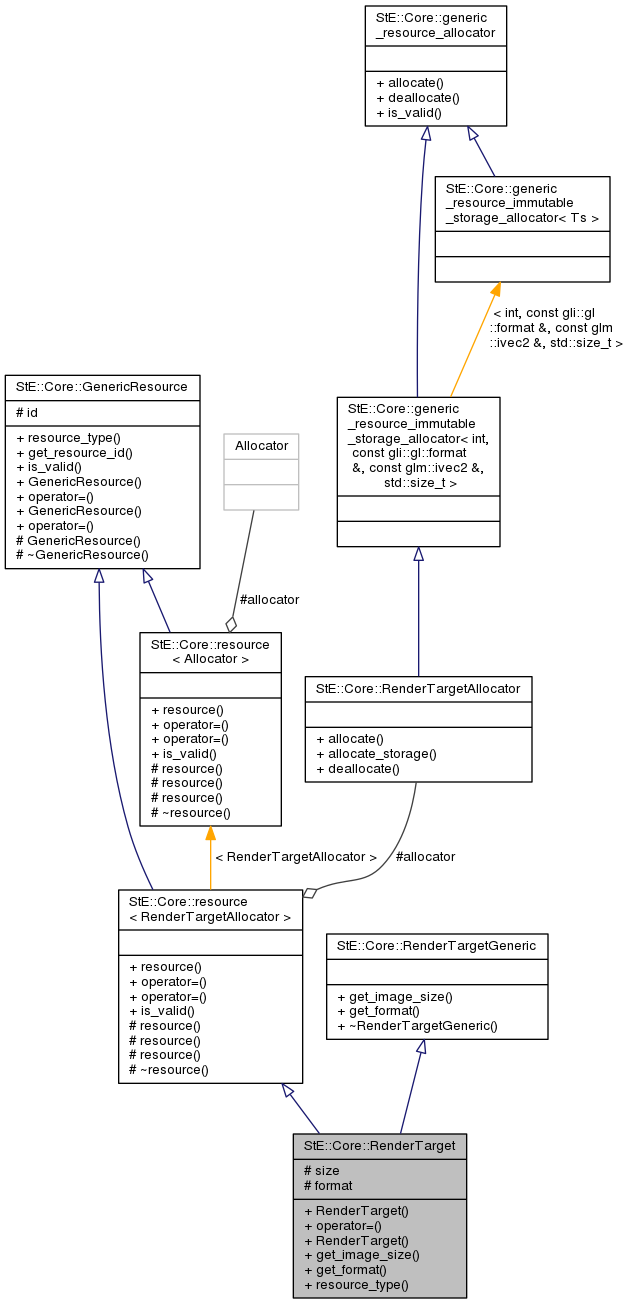 StE::Core::generic
_resource_allocator
+ allocate()
+ deallocate()
+ is_valid()
StE::Core::generic
_resource_immutable
_storage_allocator< Ts >
< int, const gli::gl
::format &, const glm
::ivec2 &, std::size_t >
StE::Core::GenericResource
# id
+ resource_type()
+ get_resource_id()
+ is_valid()
+ GenericResource()
+ operator=()
+ GenericResource()
+ operator=()
# GenericResource()
# ~GenericResource()
Allocator
StE::Core::generic
_resource_immutable
_storage_allocator< int,
const gli::gl::format
&, const glm::ivec2 &,
std::size_t >
#allocator
StE::Core::resource
< Allocator >
+ resource()
+ operator=()
+ operator=()
+ is_valid()
# resource()
# resource()
# resource()
# ~resource()
StE::Core::RenderTargetAllocator
+ allocate()
+ allocate_storage()
+ deallocate()
< RenderTargetAllocator >
#allocator
StE::Core::resource
< RenderTargetAllocator >
+ resource()
+ operator=()
+ operator=()
+ is_valid()
# resource()
# resource()
# resource()
# ~resource()
StE::Core::RenderTargetGeneric
+ get_image_size()
+ get_format()
+ ~RenderTargetGeneric()
StE::Core::RenderTarget
# size
# format
+ RenderTarget()
+ operator=()
+ RenderTarget()
+ get_image_size()
+ get_format()
+ resource_type()